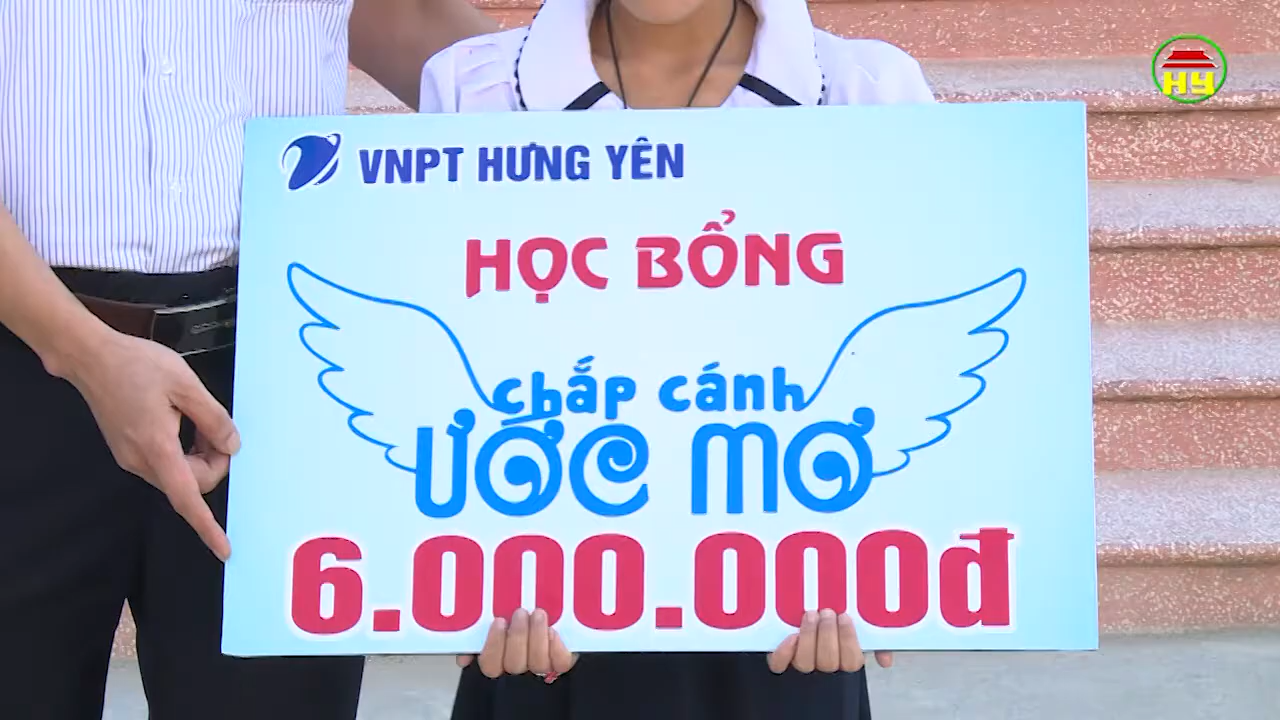 HY
VNPT HƯNG YÊN
HỌC BỔNG
chắp cánh
ƯỚC MƠ
6.000.000đ